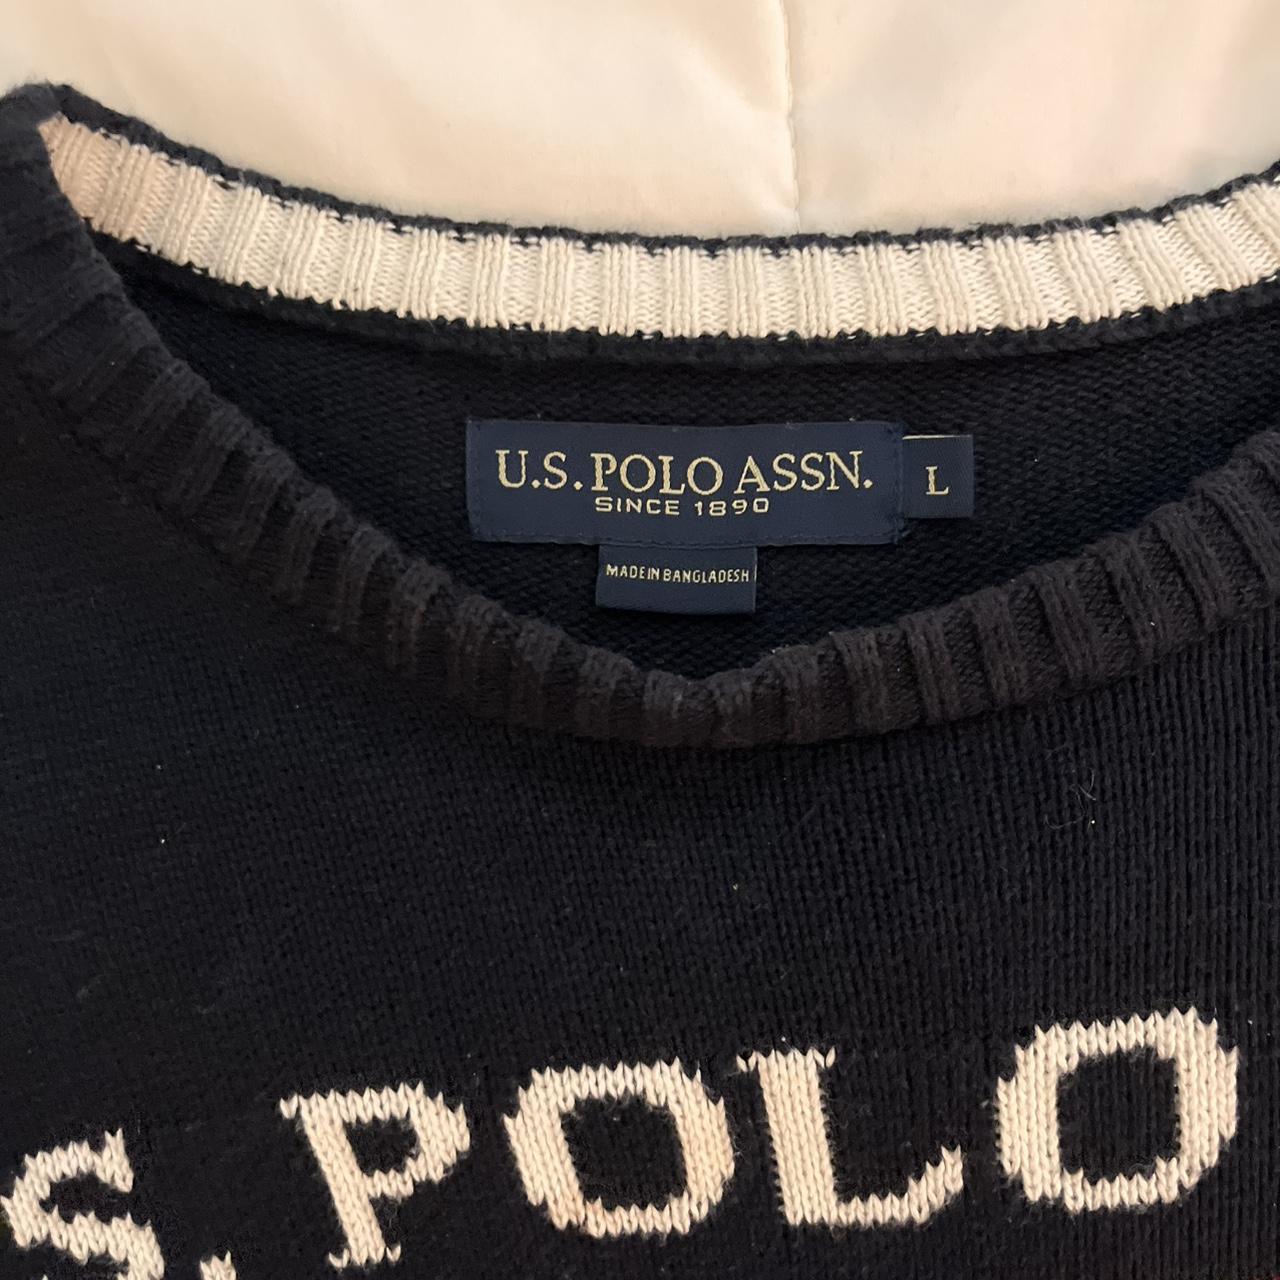 U.S. POLO ASSN.
SINCE 1890
L
MADE IN BANGLADESH
S. POLO